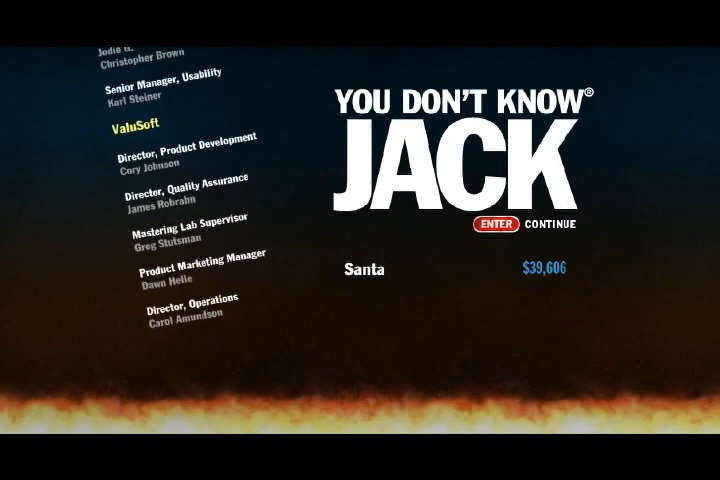 Jodie G.
Christopher Brown
Senior Manager, Usability
Karl Steiner
ValuSoft
Director, Product Development
Cory Johnson
Director, Quality Assurance
James Robrahn
Mastering Lab Supervisor
Greg Stutsman
Product Marketing Manager
Dawn Helle
Director, Operations
Carol Amundson
YOU DON'T KNOW®
JACK
ENTER CONTINUE
Santa $39,606